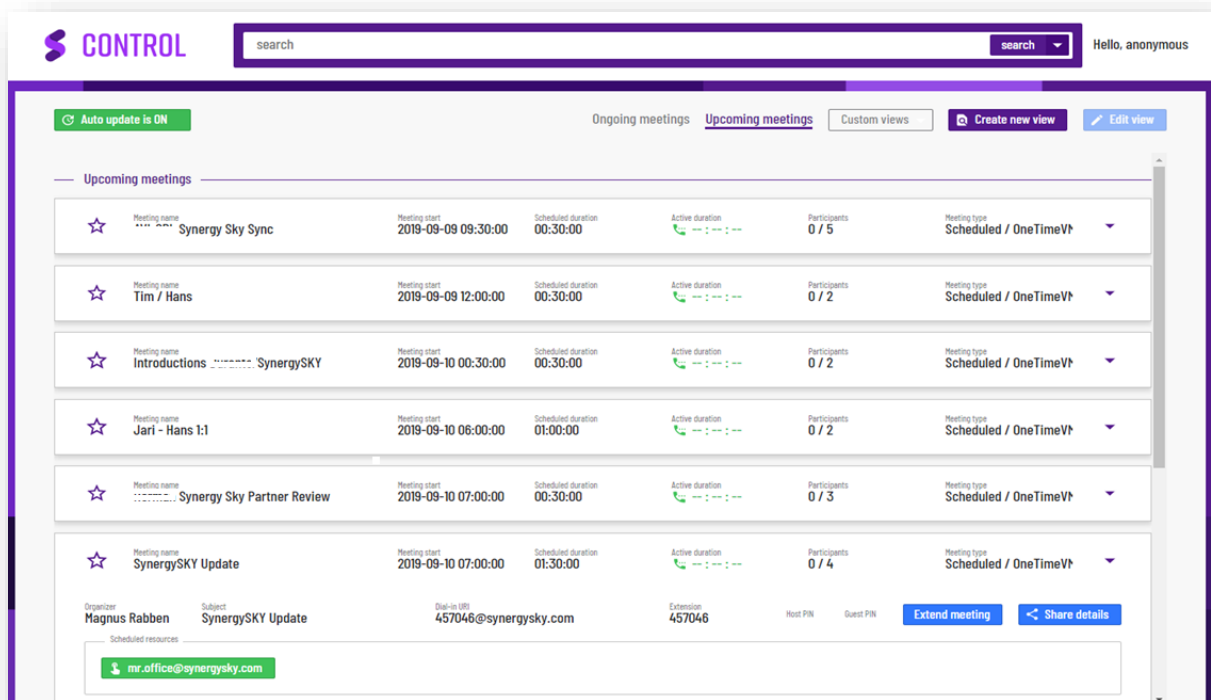 CONTROL
search
search
Hello, anonymous
Auto update is ON
Ongoing meetings Upcoming meetings Custom views Create new view Edit view
Upcoming meetings
Meeting name Meeting start Scheduled duration Active duration Participants Meeting type
Synergy Sky Sync 2019-09-09 09:30:00 00:30:00 -- : -- : -- 0 / 5 Scheduled / OneTimeVM
Meeting name Meeting start Scheduled duration Active duration Participants Meeting type
Tim / Hans 2019-09-09 12:00:00 00:30:00 -- : -- : -- 0 / 2 Scheduled / OneTimeVM
Meeting name Meeting start Scheduled duration Active duration Participants Meeting type
Introductions SynergySKY 2019-09-10 00:30:00 00:30:00 -- : -- : -- 0 / 2 Scheduled / OneTimeVM
Meeting name Meeting start Scheduled duration Active duration Participants Meeting type
Jari - Hans 1:1 2019-09-10 06:00:00 01:00:00 -- : -- : -- 0 / 2 Scheduled / OneTimeVM
Meeting name Meeting start Scheduled duration Active duration Participants Meeting type
Synergy Sky Partner Review 2019-09-10 07:00:00 00:30:00 -- : -- : -- 0 / 3 Scheduled / OneTimeVM
Meeting name Meeting start Scheduled duration Active duration Participants Meeting type
SynergySKY Update 2019-09-10 07:00:00 01:30:00 -- : -- : -- 0 / 4 Scheduled / OneTimeVM
Organizer Subject Dial-in URI Extension Host PIN Guest PIN Extend meeting Share details
Magnus Rabben SynergySKY Update 457046@synergysky.com 457046
Scheduled resources
mr.office@synergysky.com